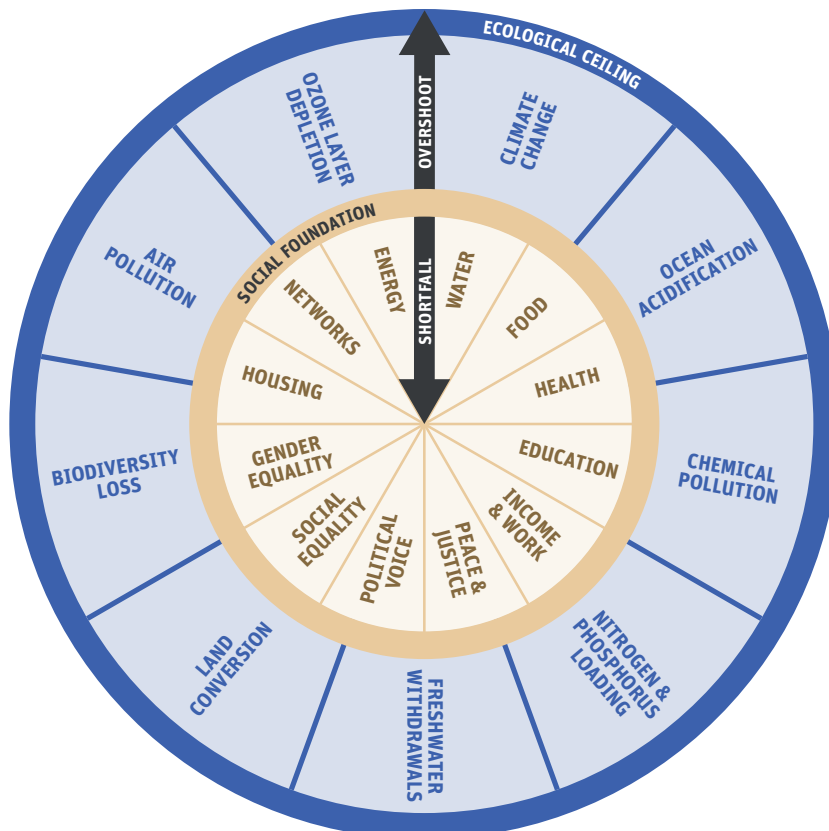 ECOLOGICAL CEILING
OVERSHOOT
CLIMATE
CHANGE
OCEAN
ACIDIFICATION
CHEMICAL
POLLUTION
NITROGEN &
PHOSPHORUS
LOADING
FRESHWATER
WITHDRAWALS
LAND
CONVERSION
BIODIVERSITY
LOSS
AIR
POLLUTION
OZONE LAYER
DEPLETION
SOCIAL FOUNDATION
SHORTFALL
WATER
FOOD
HEALTH
EDUCATION
INCOME
& WORK
PEACE &
JUSTICE
POLITICAL
VOICE
SOCIAL
EQUALITY
GENDER
EQUALITY
HOUSING
NETWORKS
ENERGY